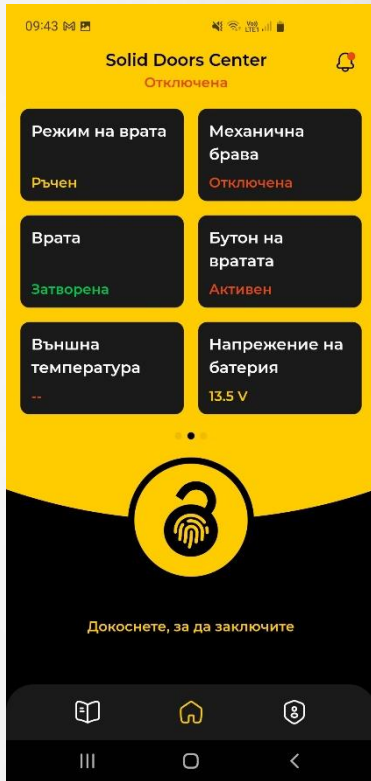 09:43
Solid Doors Center
Отключена
Режим на врата
Ръчен
Механична
брава
Отключена
Врата
Затворена
Бутон на
вратата
Активен
Външна
температура
--
Напрежение на
батерия
13.5 V
Докоснете, за да заключите